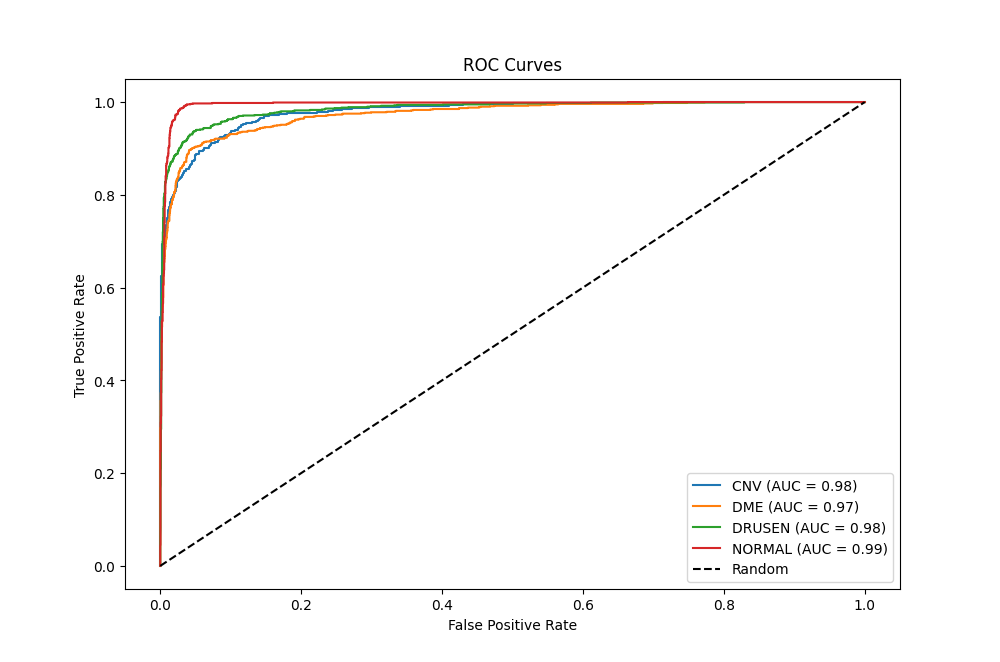 ROC Curves
1.0
0.8
0.6
0.4
0.2
0.0
True Positive Rate
0.0 0.2 0.4 0.6 0.8 1.0
False Positive Rate
CNV (AUC = 0.98)
DME (AUC = 0.97)
DRUSEN (AUC = 0.98)
NORMAL (AUC = 0.99)
Random